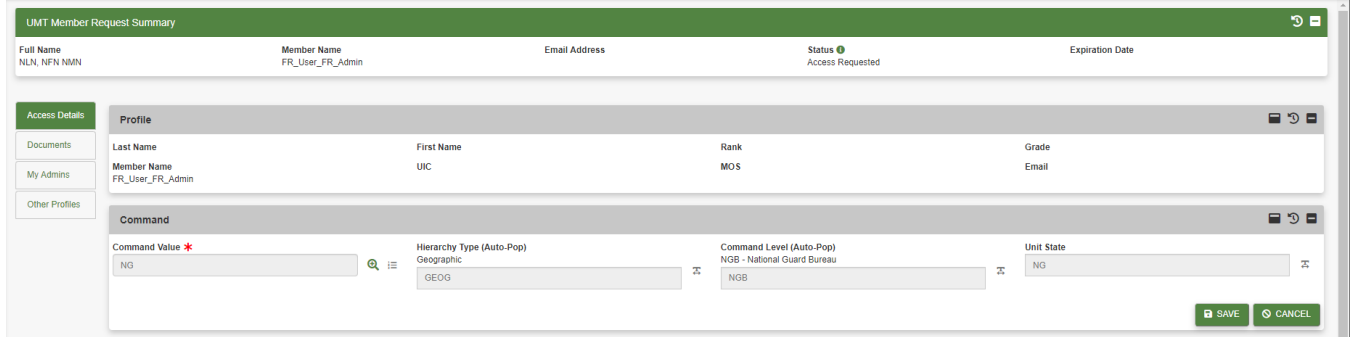 UMT Member Request Summary
Full Name Member Name Email Address Status Expiration Date
NLN, NFN NMN FR_User_FR_Admin Access Requested
Access Details
Documents
My Admins
Other Profiles
Profile
Last Name First Name Rank Grade
Member Name UIC MOS Email
FR_User_FR_Admin
Command
Command Value * Hierarchy Type (Auto-Pop) Command Level (Auto-Pop) Unit State
Geographic NGB - National Guard Bureau
NG GEOG NGB NG
SAVE CANCEL